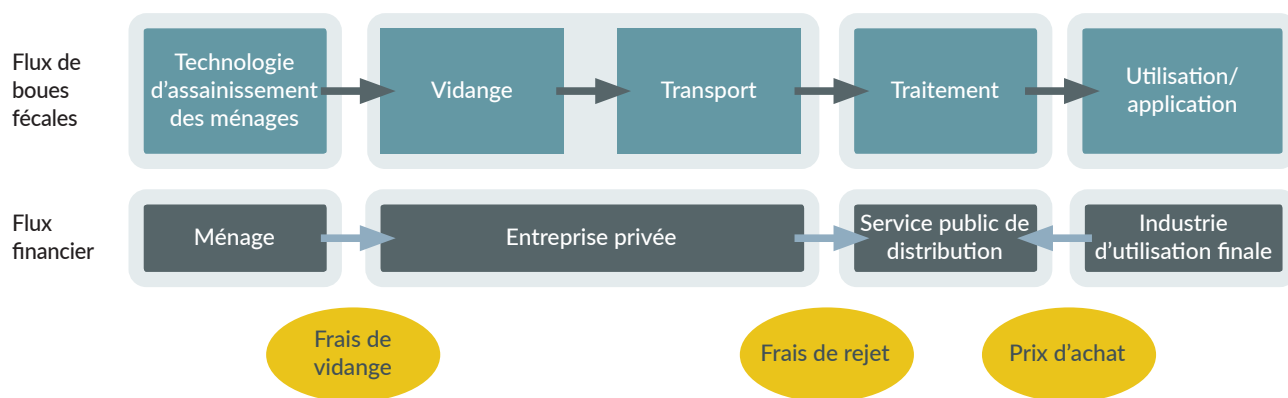 Flux de
boues
fécales
Technologie
d'assainissement
des ménages
Vidange
Transport
Traitement
Utilisation/
application
Flux
financier
Ménage
Entreprise privée
Service public de
distribution
Industrie
d'utilisation finale
Frais de
vidange
Frais de rejet
Prix d'achat